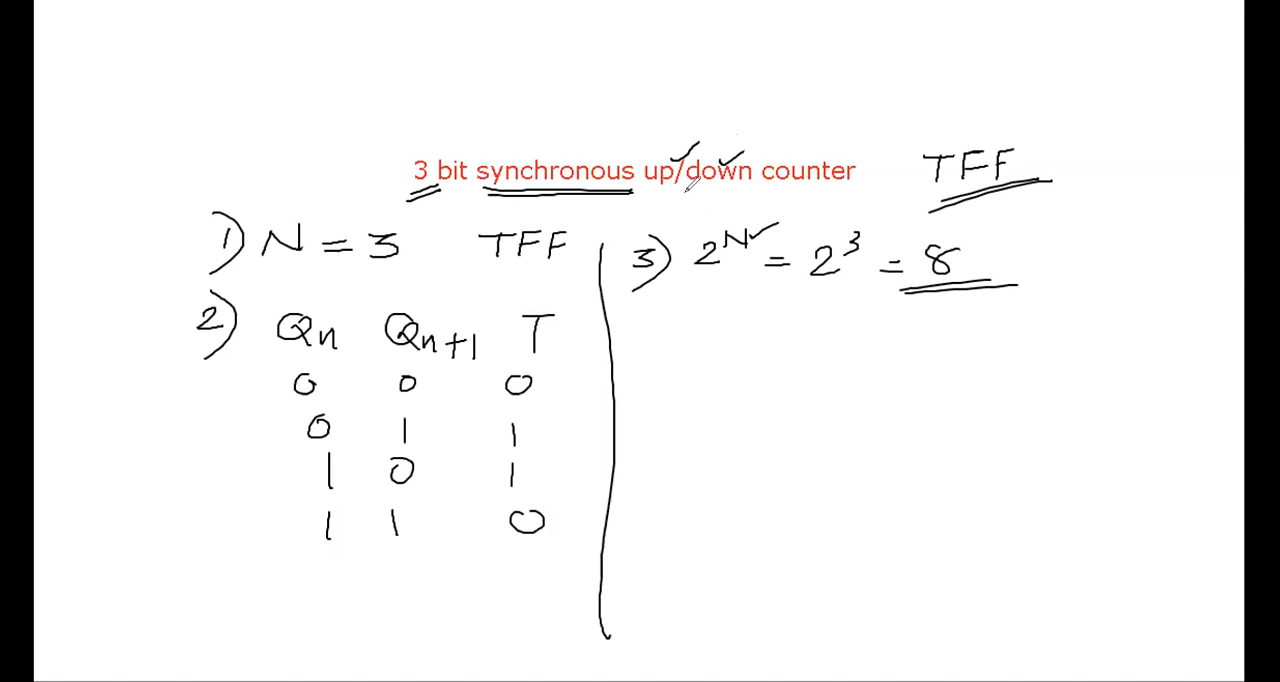 3 bit synchronous up/down counter TFF
1) N = 3 TFF
2) Qn Qn+1 T
0 0 0
0 1 1
1 0 1
1 1 0
3) 2^N = 2^3 = 8